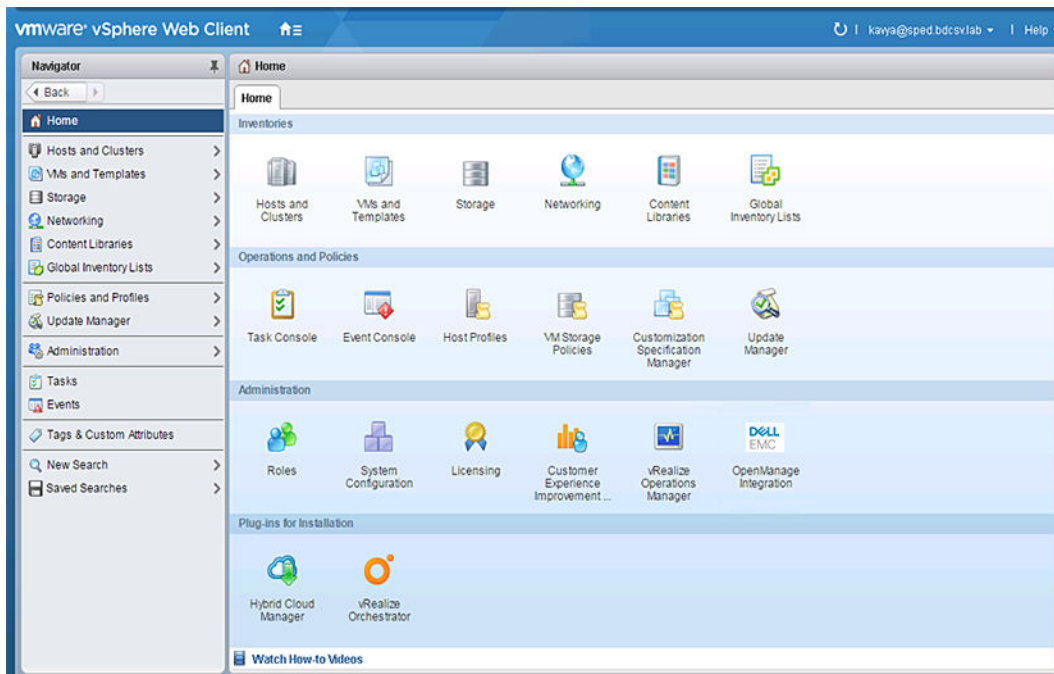 vmware vSphere Web Client
kavya@sped.bdcsv.lab
Help
Navigator
Back
Home
Hosts and Clusters
VMs and Templates
Storage
Networking
Content Libraries
Global Inventory Lists
Policies and Profiles
Update Manager
Administration
Tasks
Events
Tags & Custom Attributes
New Search
Saved Searches
Home
Home
Inventories
Hosts and
Clusters
VMs and
Templates
Storage
Networking
Content
Libraries
Global
Inventory Lists
Operations and Policies
Task Console
Event Console
Host Profiles
VM Storage
Policies
Customization
Specification
Manager
Update
Manager
Administration
Roles
System
Configuration
Licensing
Customer
Experience
Improvement ...
vRealize
Operations
Manager
DELL
EMC
OpenManage
Integration
Plug-ins for Installation
Hybrid Cloud
Manager
vRealize
Orchestrator
Watch How-to Videos